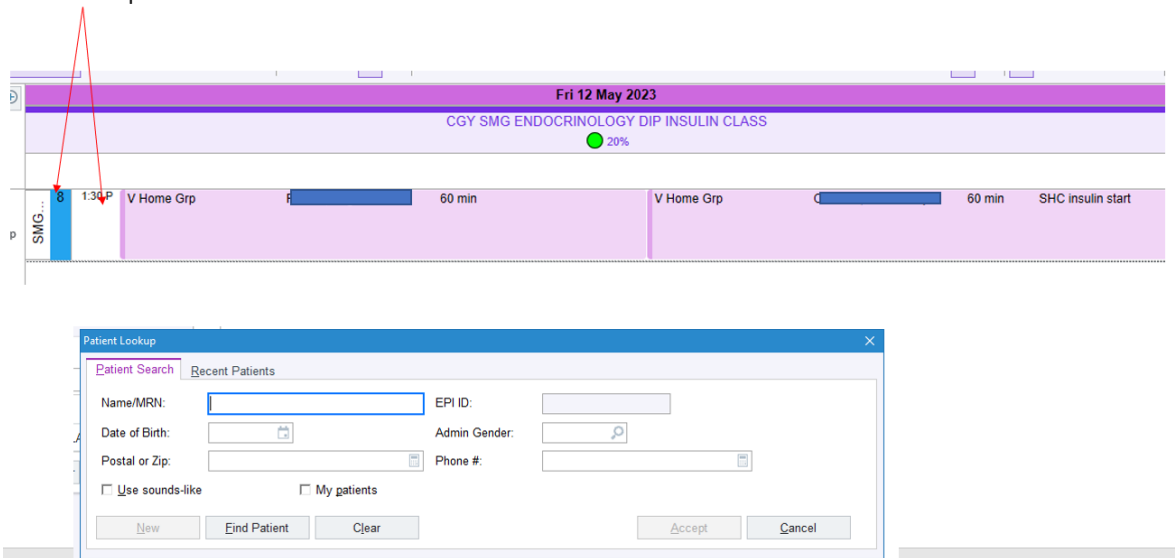 Fri 12 May 2023
CGY SMG ENDOCRINOLOGY DIP INSULIN CLASS
20%
SMG... 8 1:30 P V Home Grp 60 min V Home Grp 60 min SHC insulin start
p
Patient Lookup
Patient Search Recent Patients
Name/MRN: EPI ID:
Date of Birth: Admin Gender:
Postal or Zip: Phone #:
Use sounds-like My patients
New Find Patient Clear Accept Cancel